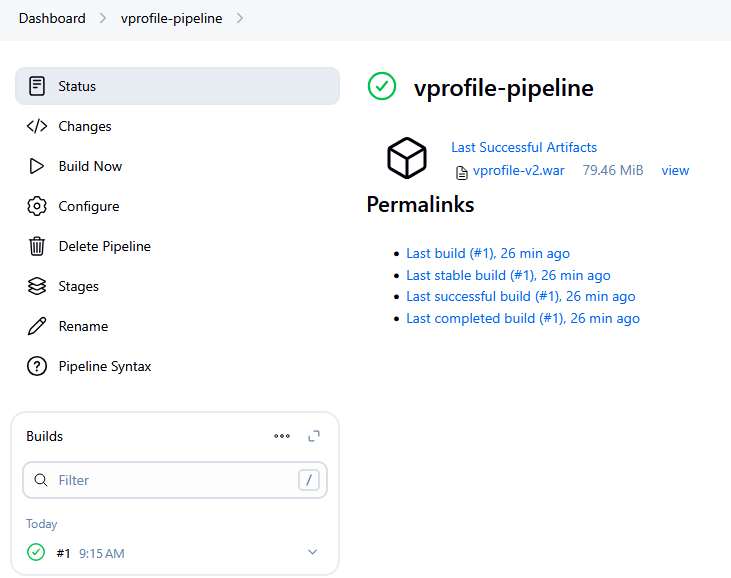 Dashboard > vprofile-pipeline >
Status
Changes
Build Now
Configure
Delete Pipeline
Stages
Rename
Pipeline Syntax
Builds
Filter /
Today
#1 9:15 AM
vprofile-pipeline
Last Successful Artifacts
vprofile-v2.war 79.46 MiB view
Permalinks
Last build (#1), 26 min ago
Last stable build (#1), 26 min ago
Last successful build (#1), 26 min ago
Last completed build (#1), 26 min ago